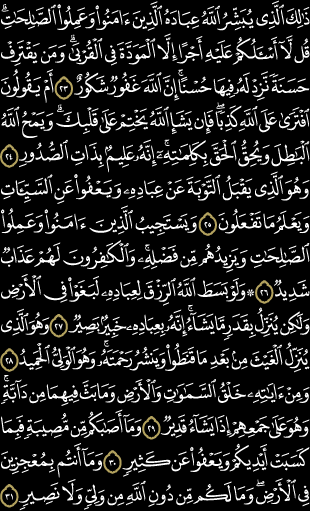 ذَٰلِكَ ٱلَّذِى يُبَشِّرُ ٱللَّهُ عِبَادَهُ ٱلَّذِينَ ءَامَنُوا۟ وَعَمِلُوا۟ ٱلصَّٰلِحَٰتِ ۗ
قُل لَّآ أَسْـَٔلُكُمْ عَلَيْهِ أَجْرًا إِلَّا ٱلْمَوَدَّةَ فِى ٱلْقُرْبَىٰ ۗ وَمَن يَقْتَرِفْ
حَسَنَةً نَّزِدْ لَهُۥ فِيهَا حُسْنًا ۚ إِنَّ ٱللَّهَ غَفُورٌ شَكُورٌ ٢٣ أَمْ يَقُولُونَ
ٱفْتَرَىٰ عَلَى ٱللَّهِ كَذِبًا ۖ فَإِن يَشَإِ ٱللَّهُ يَخْتِمْ عَلَىٰ قَلْبِكَ ۗ وَيَمْحُ ٱللَّهُ
ٱلْبَٰطِلَ وَيُحِقُّ ٱلْحَقَّ بِكَلِمَٰتِهِۦٓ ۚ إِنَّهُۥ عَلِيمٌۢ بِذَاتِ ٱلصُّدُورِ ٢٤
وَهُوَ ٱلَّذِى يَقْبَلُ ٱلتَّوْبَةَ عَنْ عِبَادِهِۦ وَيَعْفُوا۟ عَنِ ٱلسَّيِّـَٔاتِ
وَيَعْلَمُ مَا تَفْعَلُونَ ٢٥ وَيَسْتَجِيبُ ٱلَّذِينَ ءَامَنُوا۟ وَعَمِلُوا۟
ٱلصَّٰلِحَٰتِ وَيَزِيدُهُم مِّن فَضْلِهِۦ ۚ وَٱلْكَٰفِرُونَ لَهُمْ عَذَابٌ
شَدِيدٌ ٢٦ ۞ وَلَوْ بَسَطَ ٱللَّهُ ٱلرِّزْقَ لِعِبَادِهِۦ لَبَغَوْا۟ فِى ٱلْأَرْضِ
وَلَٰكِن يُنَزِّلُ بِقَدَرٍ مَّا يَشَآءُ ۚ إِنَّهُۥ بِعِبَادِهِۦ خَبِيرٌۢ بَصِيرٌ ٢٧ وَهُوَ ٱلَّذِى
يُنَزِّلُ ٱلْغَيْثَ مِنۢ بَعْدِ مَا قَنَطُوا۟ وَيَنشُرُ رَحْمَتَهُۥ ۚ وَهُوَ ٱلْوَلِىُّ ٱلْحَمِيدُ ٢٨
وَمِنْ ءَايَٰتِهِۦ خَلْقُ ٱلسَّمَٰوَٰتِ وَٱلْأَرْضِ وَمَا بَثَّ فِيهِمَا مِن دَآبَّةٍ ۚ
وَهُوَ عَلَىٰ جَمْعِهِمْ إِذَا يَشَآءُ قَدِيرٌ ٢٩ وَمَآ أَصَٰبَكُم مِّن مُّصِيبَةٍ فَبِمَا
كَسَبَتْ أَيْدِيكُمْ وَيَعْفُوا۟ عَن كَثِيرٍ ٣٠ وَمَآ أَنتُم بِمُعْجِزِينَ
فِى ٱلْأَرْضِ ۖ وَمَا لَكُم مِّن دُونِ ٱللَّهِ مِن وَلِىٍّ وَلَا نَصِيرٍ ٣١